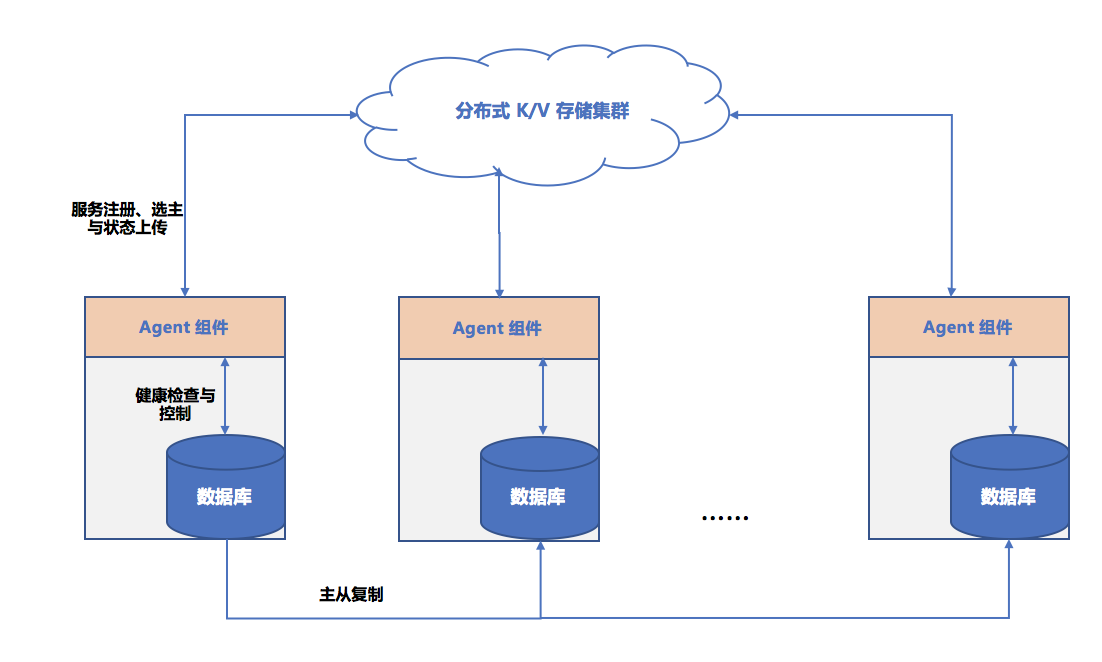 分布式 K/V 存储集群
服务注册、选主
与状态上传
Agent 组件
Agent 组件
Agent 组件
健康检查与
控制
数据库
数据库
数据库
……
主从复制